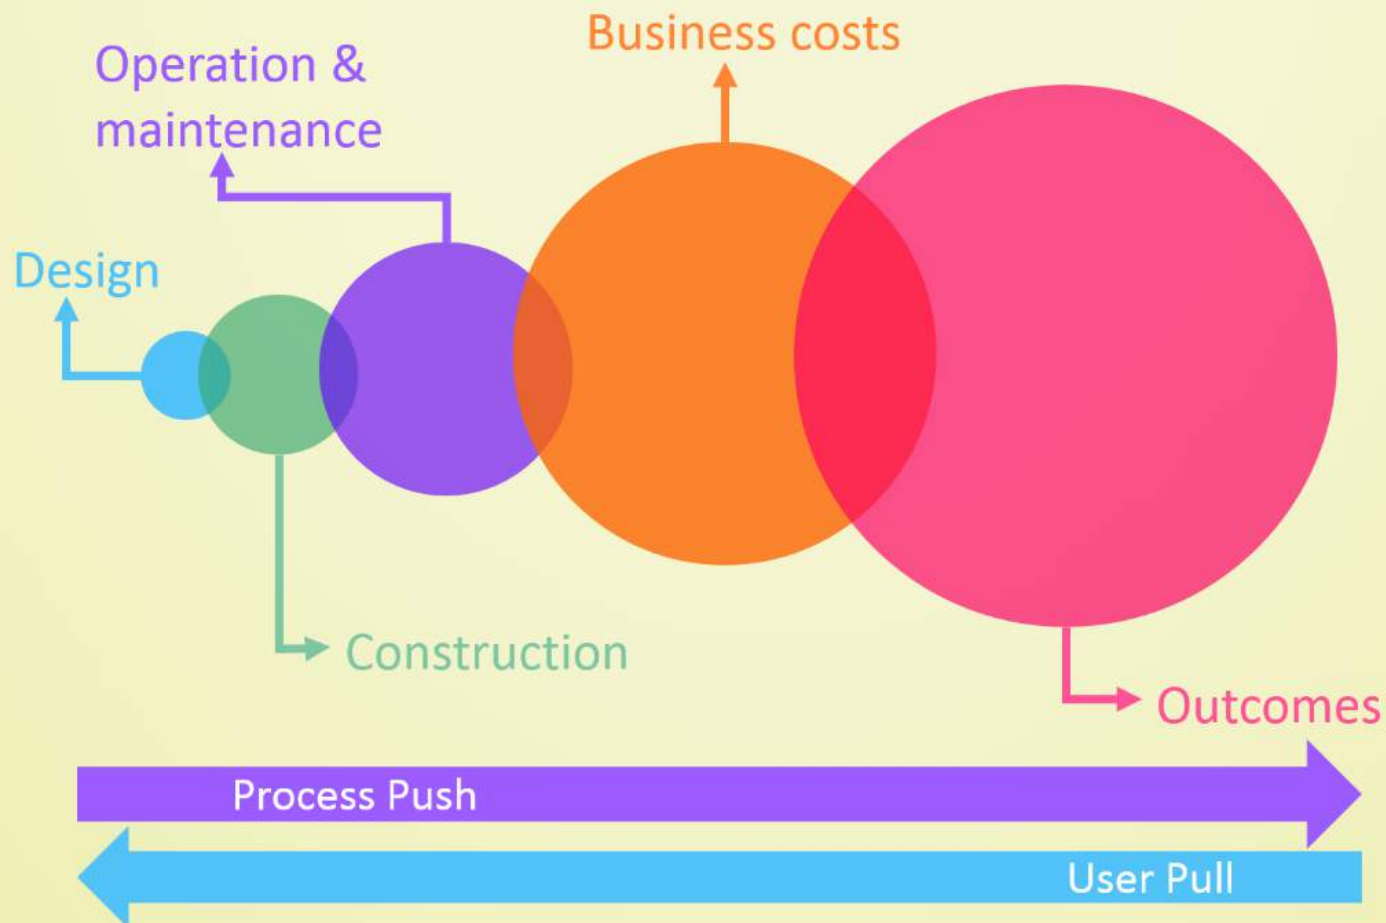 Business costs
Operation &
maintenance
Design
Construction
Outcomes
Process Push
User Pull